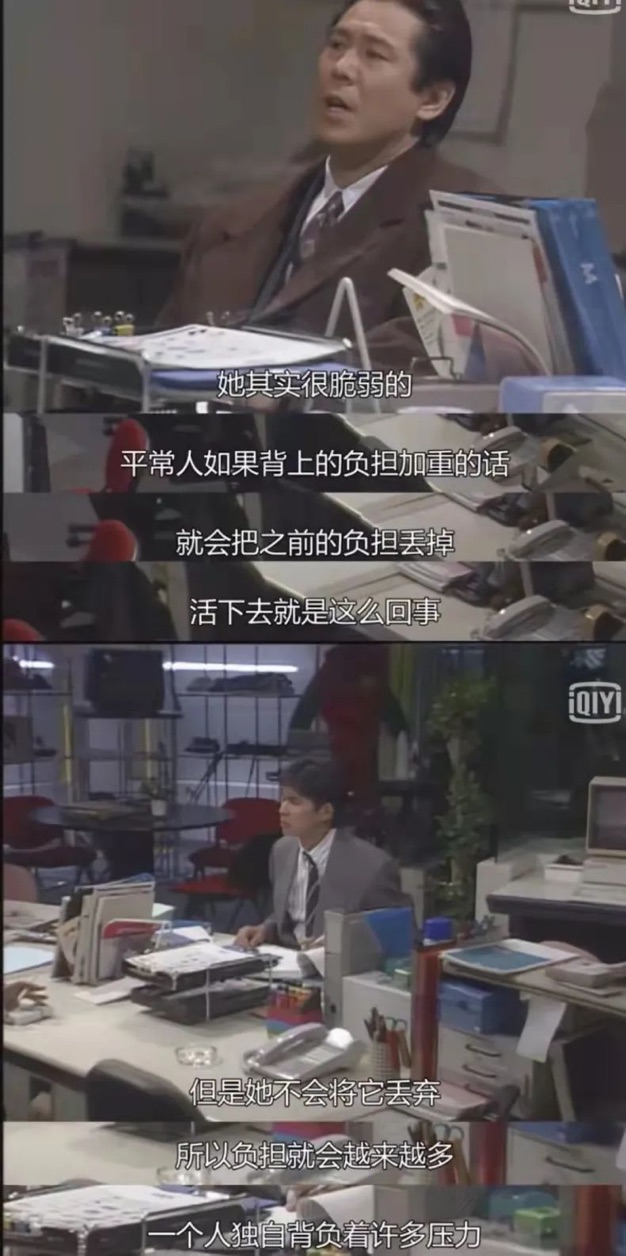 iQIYI
她其实很脆弱的
平常人如果背上的负担加重的话
就会把之前的负担丢掉
活下去就是这么回事
iQIYI
但是她不会将它丢弃
所以负担就会越来越多
一个人独自背负着许多压力